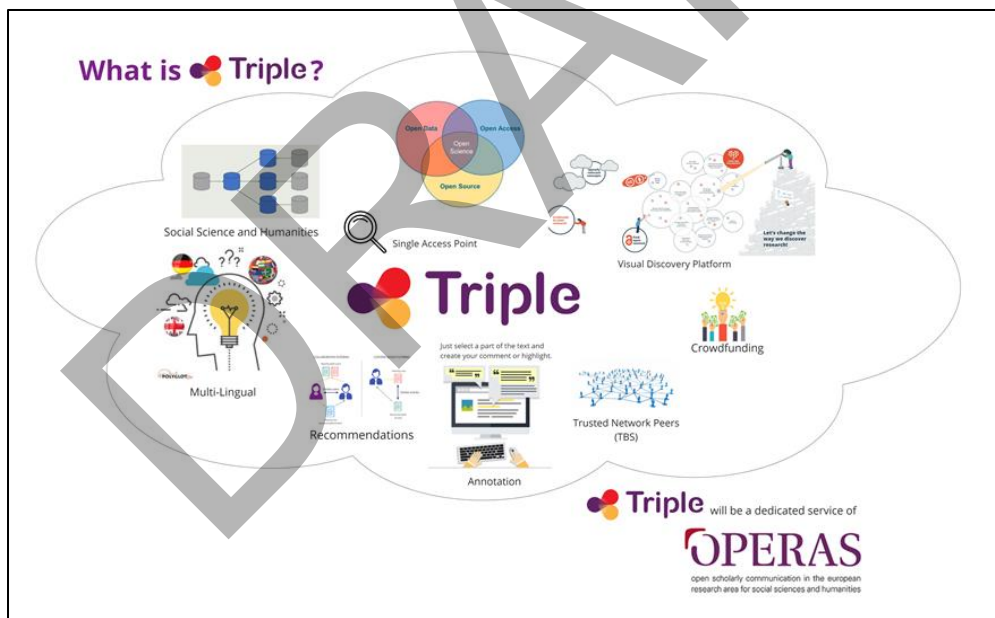 What is Triple?
Open Data
Open Access
Open
Science
Open Source
Social Science and Humanities
Single Access Point
Let's change the
way we discover
research!
Visual Discovery Platform
Triple
???
Multi-Lingual
Just select a part of the text and
create your comment or highlight.
Crowdfunding
Recommendations
Annotation
Trusted Network Peers
(TBS)
Triple will be a dedicated service of
OPERAS
open scholarly communication in the european
research area for social sciences and humanities